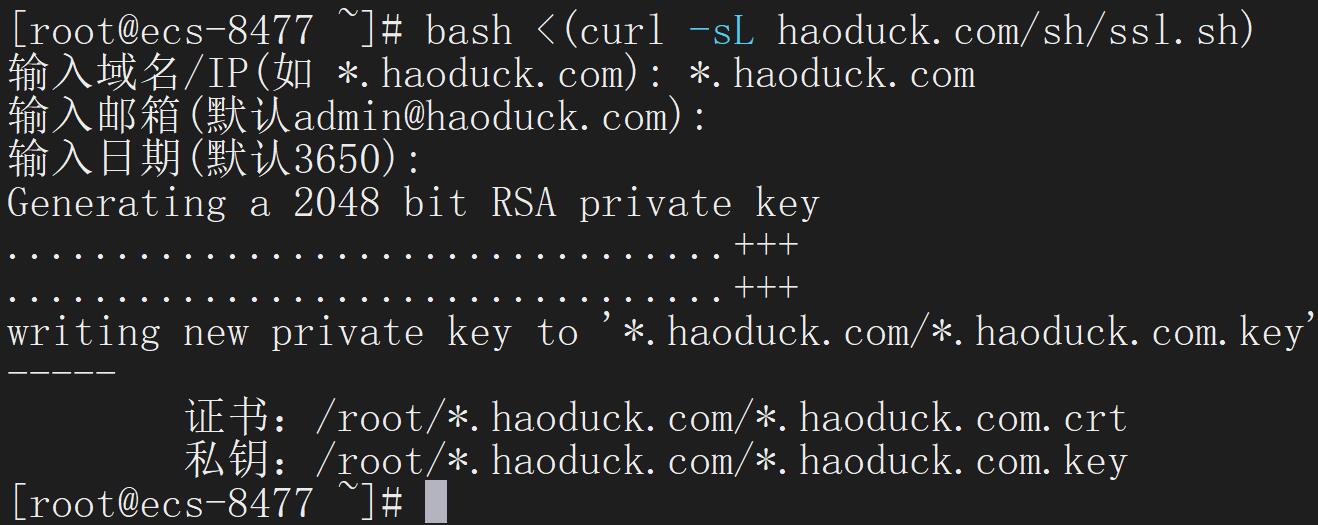 [root@ecs-8477 ~]# bash <(curl -sL haoduck.com/sh/ssl.sh)
输入域名/IP(如 *.haoduck.com): *.haoduck.com
输入邮箱(默认admin@haoduck.com):
输入日期(默认3650):
Generating a 2048 bit RSA private key
.................................+++
.................................+++
writing new private key to '*.haoduck.com/*.haoduck.com.key'
-----
证书: /root/*.haoduck.com/*.haoduck.com.crt
私钥: /root/*.haoduck.com/*.haoduck.com.key
[root@ecs-8477 ~]#